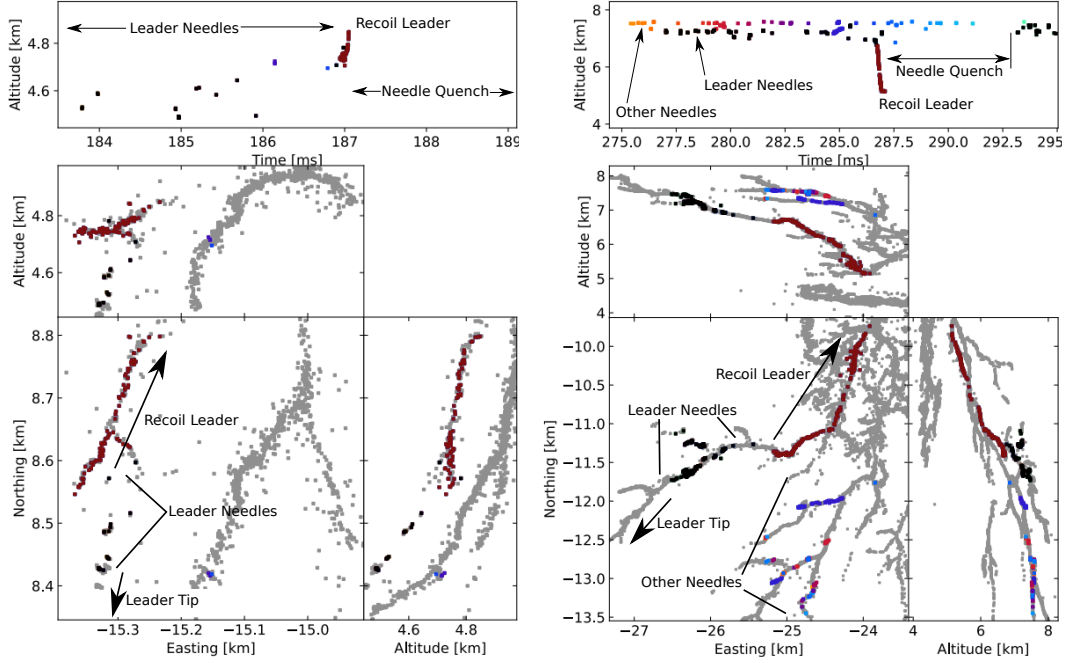 Leader Needles
Recoil Leader
Needle Quench
Altitude [km]
4.8
4.6
184
185
186
187
188
189
Time [ms]
Altitude [km]
4.8
4.6
Northing [km]
8.8
8.7
8.6
8.5
8.4
Recoil Leader
Leader Needles
Leader Tip
−15.3
−15.2
−15.1
−15.0
Easting [km]
4.6
4.8
Altitude [km]
Altitude [km]
8
6
4
Other Needles
Leader Needles
Recoil Leader
Needle Quench
275.0
277.5
280.0
282.5
285.0
287.5
290.0
292.5
295.0
Time [ms]
Altitude [km]
8
7
6
5
4
Northing [km]
−10.0
−10.5
−11.0
−11.5
−12.0
−12.5
−13.0
−13.5
Recoil Leader
Leader Needles
Leader Tip
Other Needles
−27
−26
−25
−24
Easting [km]
4
6
8
Altitude [km]